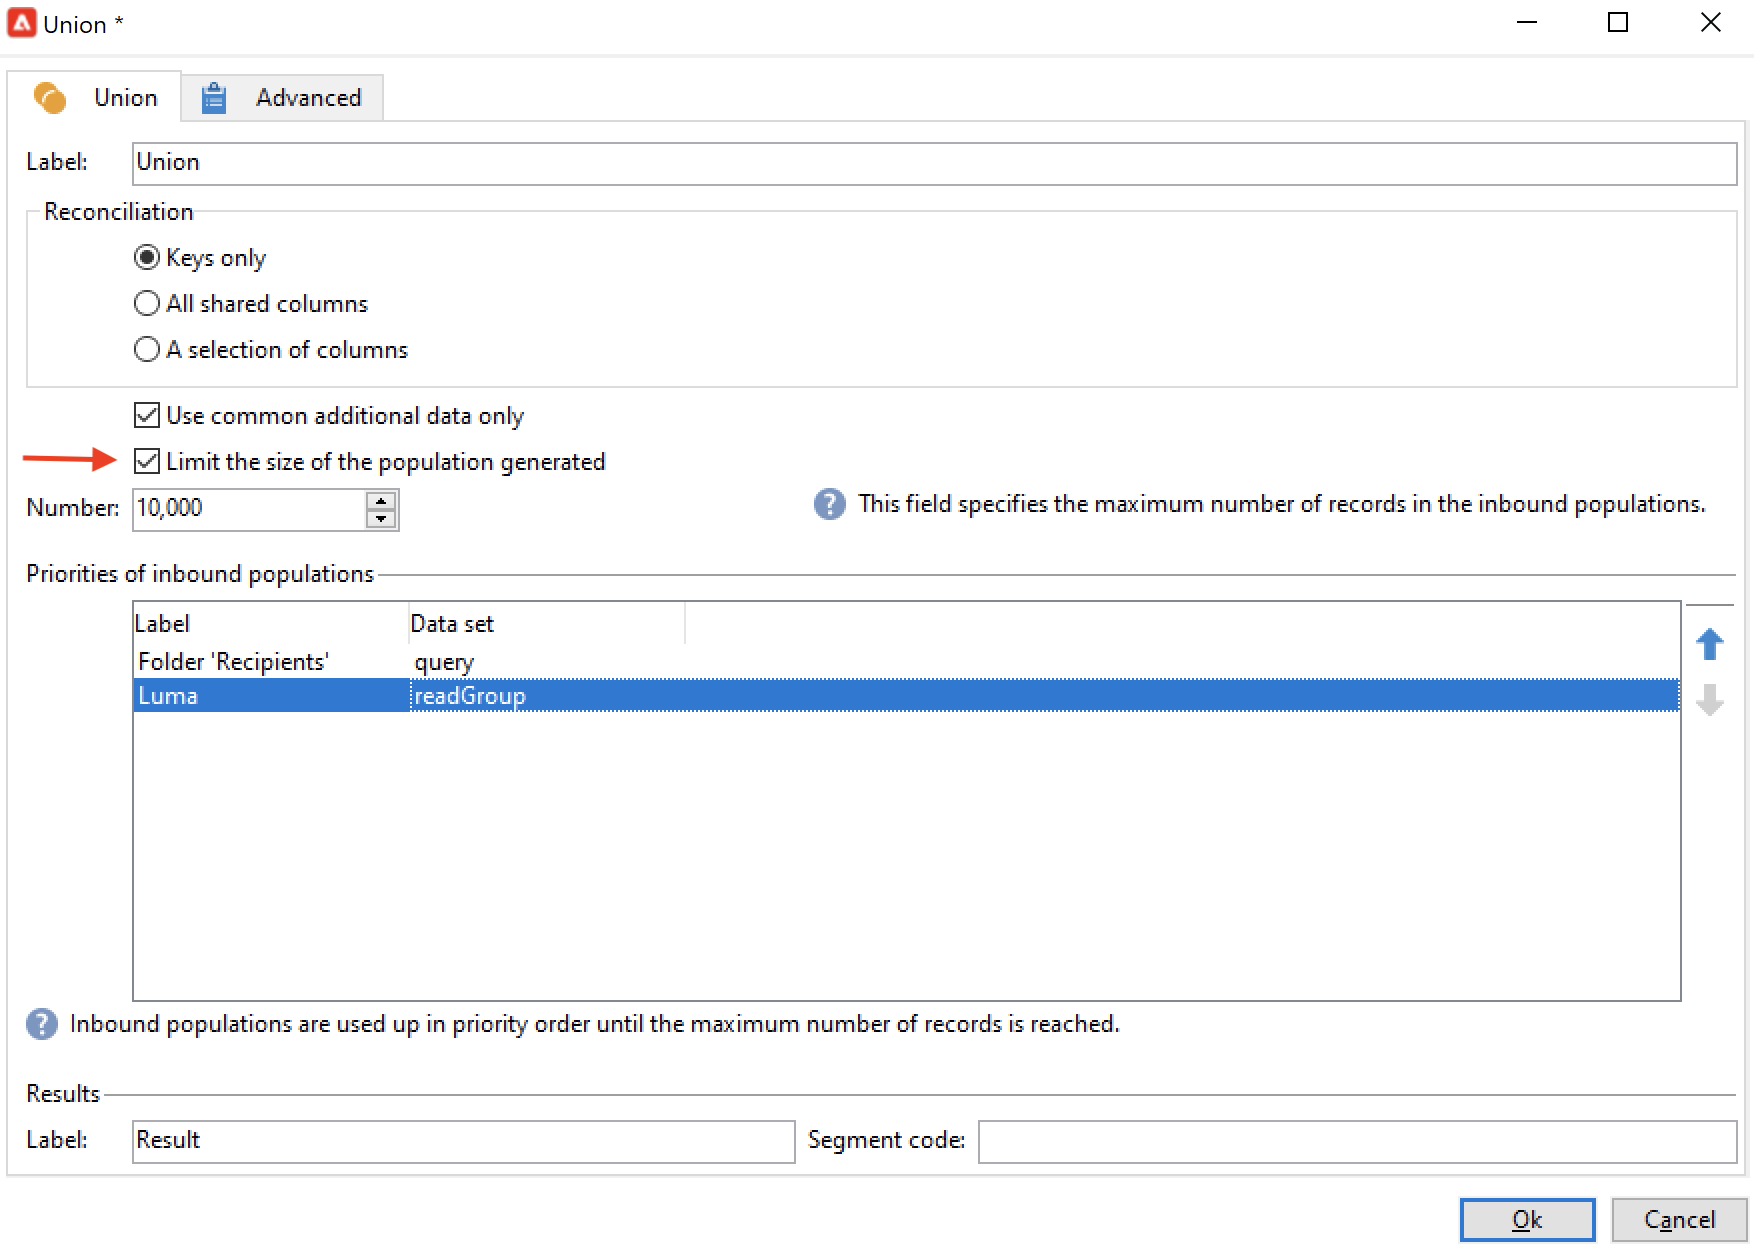 Union *
Union Advanced
Label: Union
Reconciliation
Keys only
All shared columns
A selection of columns
Use common additional data only
Limit the size of the population generated
Number: 10,000 ? This field specifies the maximum number of records in the inbound populations.
Priorities of inbound populations
Label Data set
Folder 'Recipients' query
Luma readGroup
? Inbound populations are used up in priority order until the maximum number of records is reached.
Results
Label: Result Segment code:
Ok Cancel